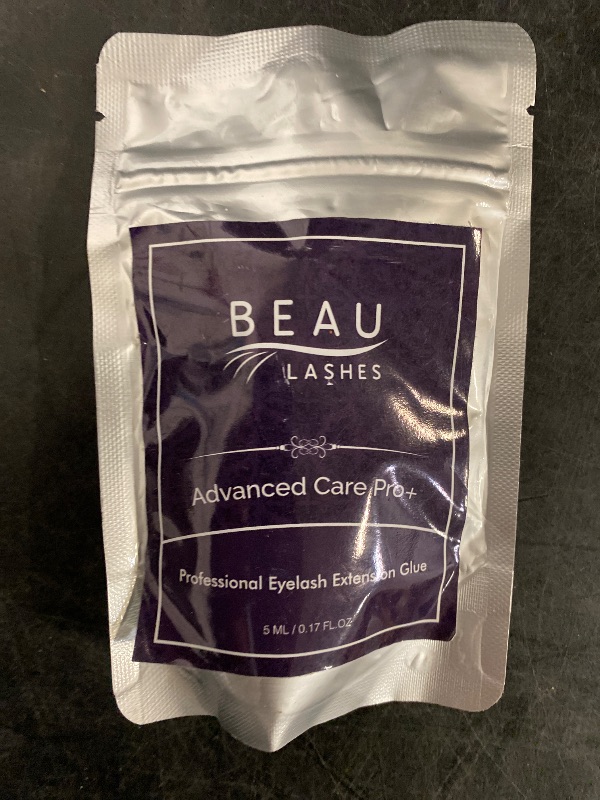 BEAU
LASHES
Advanced Care Pro+
Professional Eyelash Extension Glue
5 ML / 0.17 FL.OZ